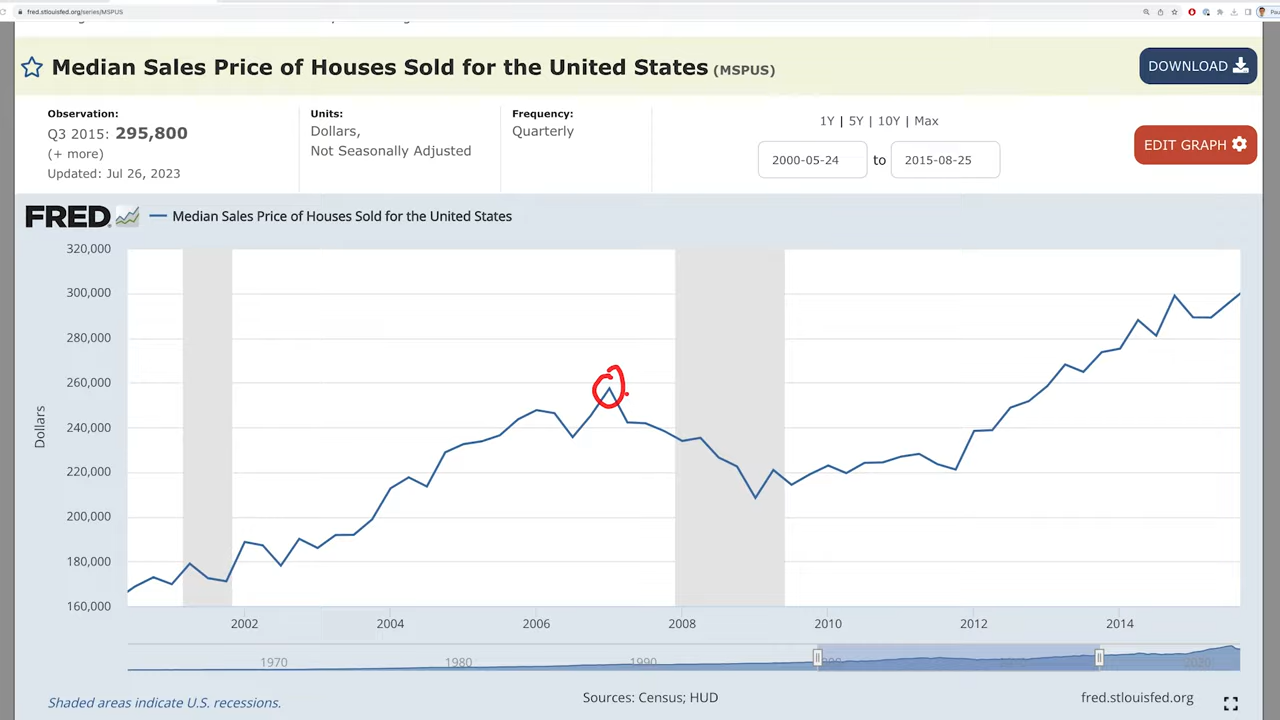 fred.stlouisfed.org/series/MSPUS
Median Sales Price of Houses Sold for the United States (MSPUS)
DOWNLOAD
Observation:
Q3 2015: 295,800
(+ more)
Updated: Jul 26, 2023
Units:
Dollars,
Not Seasonally Adjusted
Frequency:
Quarterly
1Y | 5Y | 10Y | Max
2000-05-24 to 2015-08-25
EDIT GRAPH
FRED
Median Sales Price of Houses Sold for the United States
320,000
300,000
280,000
260,000
240,000
220,000
200,000
180,000
160,000
Dollars
2002 2004 2006 2008 2010 2012 2014
1970 1980 1990 2020
Shaded areas indicate U.S. recessions.
Sources: Census; HUD
fred.stlouisfed.org